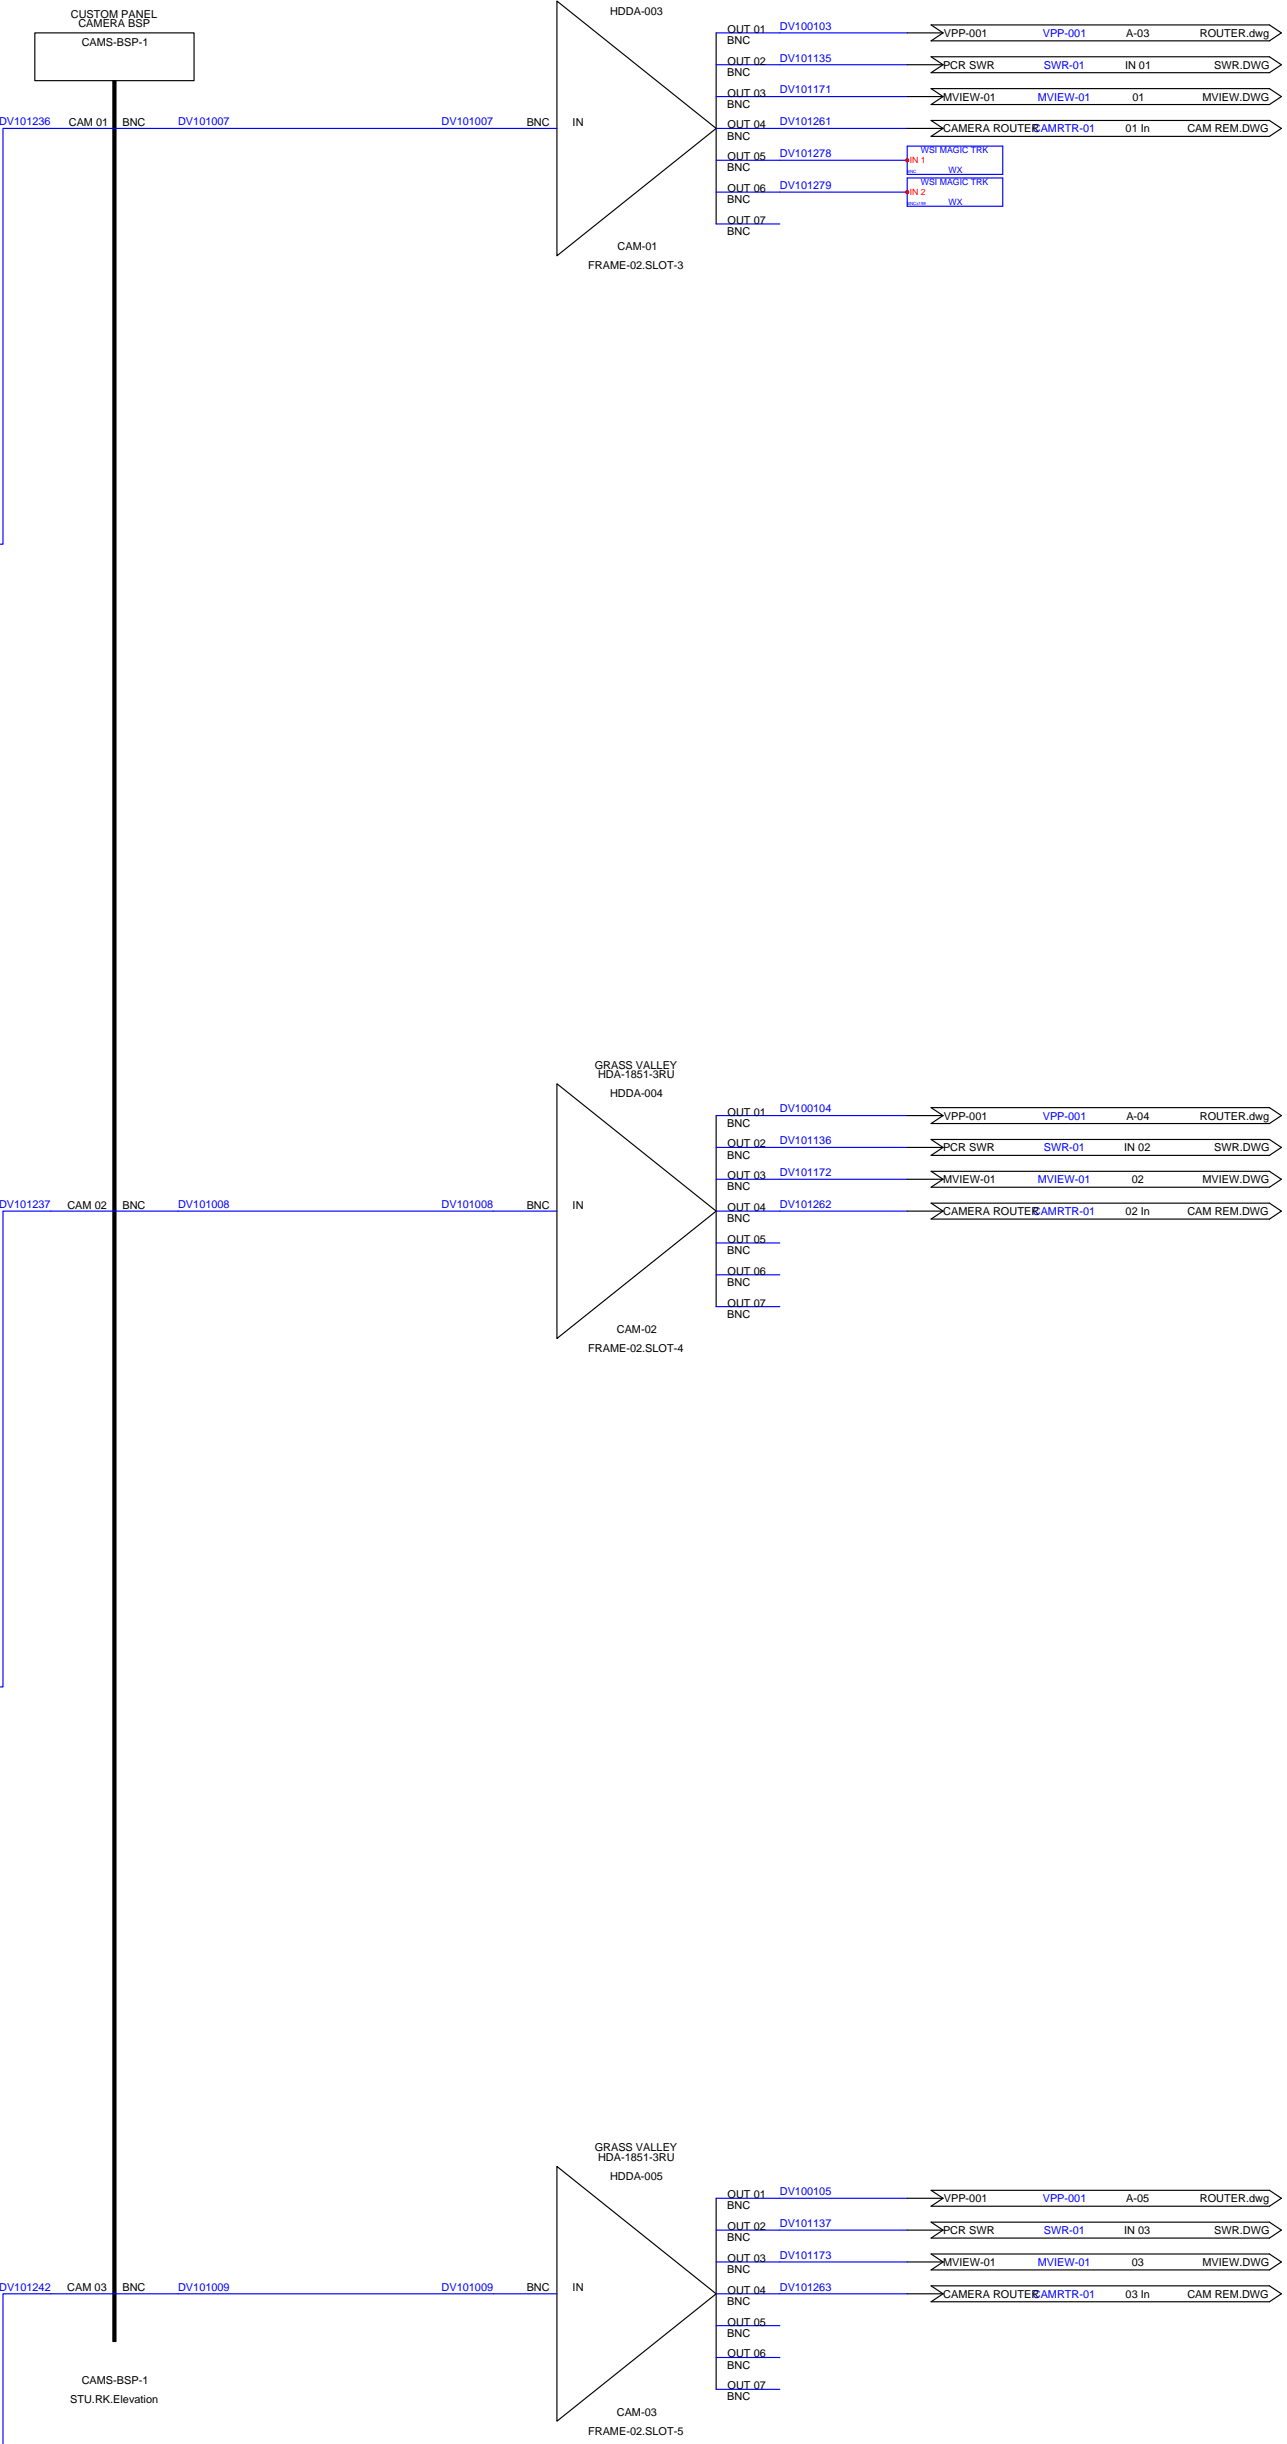 CUSTOM PANEL
CAMERA BSP
CAMS-BSP-1
HDDA-003
DV101236 CAM 01 BNC DV101007 DV101007 BNC IN
OUT 01 DV100103 VPP-001 VPP-001 A-03 ROUTER.dwg
BNC
OUT 02 DV101135 PCR SWR SWR-01 IN 01 SWR.DWG
BNC
OUT 03 DV101171 MVIEW-01 MVIEW-01 01 MVIEW.DWG
BNC
OUT 04 DV101261 CAMERA ROUTER CAMRTR-01 01 In CAM REM.DWG
BNC
OUT 05 DV101278 WSI MAGIC TRK
BNC IN 1
BNC WX
OUT 06 DV101279 WSI MAGIC TRK
BNC IN 2
WX
OUT 07
BNC
CAM-01
FRAME-02.SLOT-3
GRASS VALLEY
HDA-1851-3RU
HDDA-004
DV101237 CAM 02 BNC DV101008 DV101008 BNC IN
OUT 01 DV100104 VPP-001 VPP-001 A-04 ROUTER.dwg
BNC
OUT 02 DV101136 PCR SWR SWR-01 IN 02 SWR.DWG
BNC
OUT 03 DV101172 MVIEW-01 MVIEW-01 02 MVIEW.DWG
BNC
OUT 04 DV101262 CAMERA ROUTER CAMRTR-01 02 In CAM REM.DWG
BNC
OUT 05
BNC
OUT 06
BNC
OUT 07
BNC
CAM-02
FRAME-02.SLOT-4
GRASS VALLEY
HDA-1851-3RU
HDDA-005
DV101242 CAM 03 BNC DV101009 DV101009 BNC IN
OUT 01 DV100105 VPP-001 VPP-001 A-05 ROUTER.dwg
BNC
OUT 02 DV101137 PCR SWR SWR-01 IN 03 SWR.DWG
BNC
OUT 03 DV101173 MVIEW-01 MVIEW-01 03 MVIEW.DWG
BNC
OUT 04 DV101263 CAMERA ROUTER CAMRTR-01 03 In CAM REM.DWG
BNC
OUT 05
BNC
OUT 06
BNC
OUT 07
BNC
CAM-03
FRAME-02.SLOT-5
CAMS-BSP-1
STU.RK.Elevation